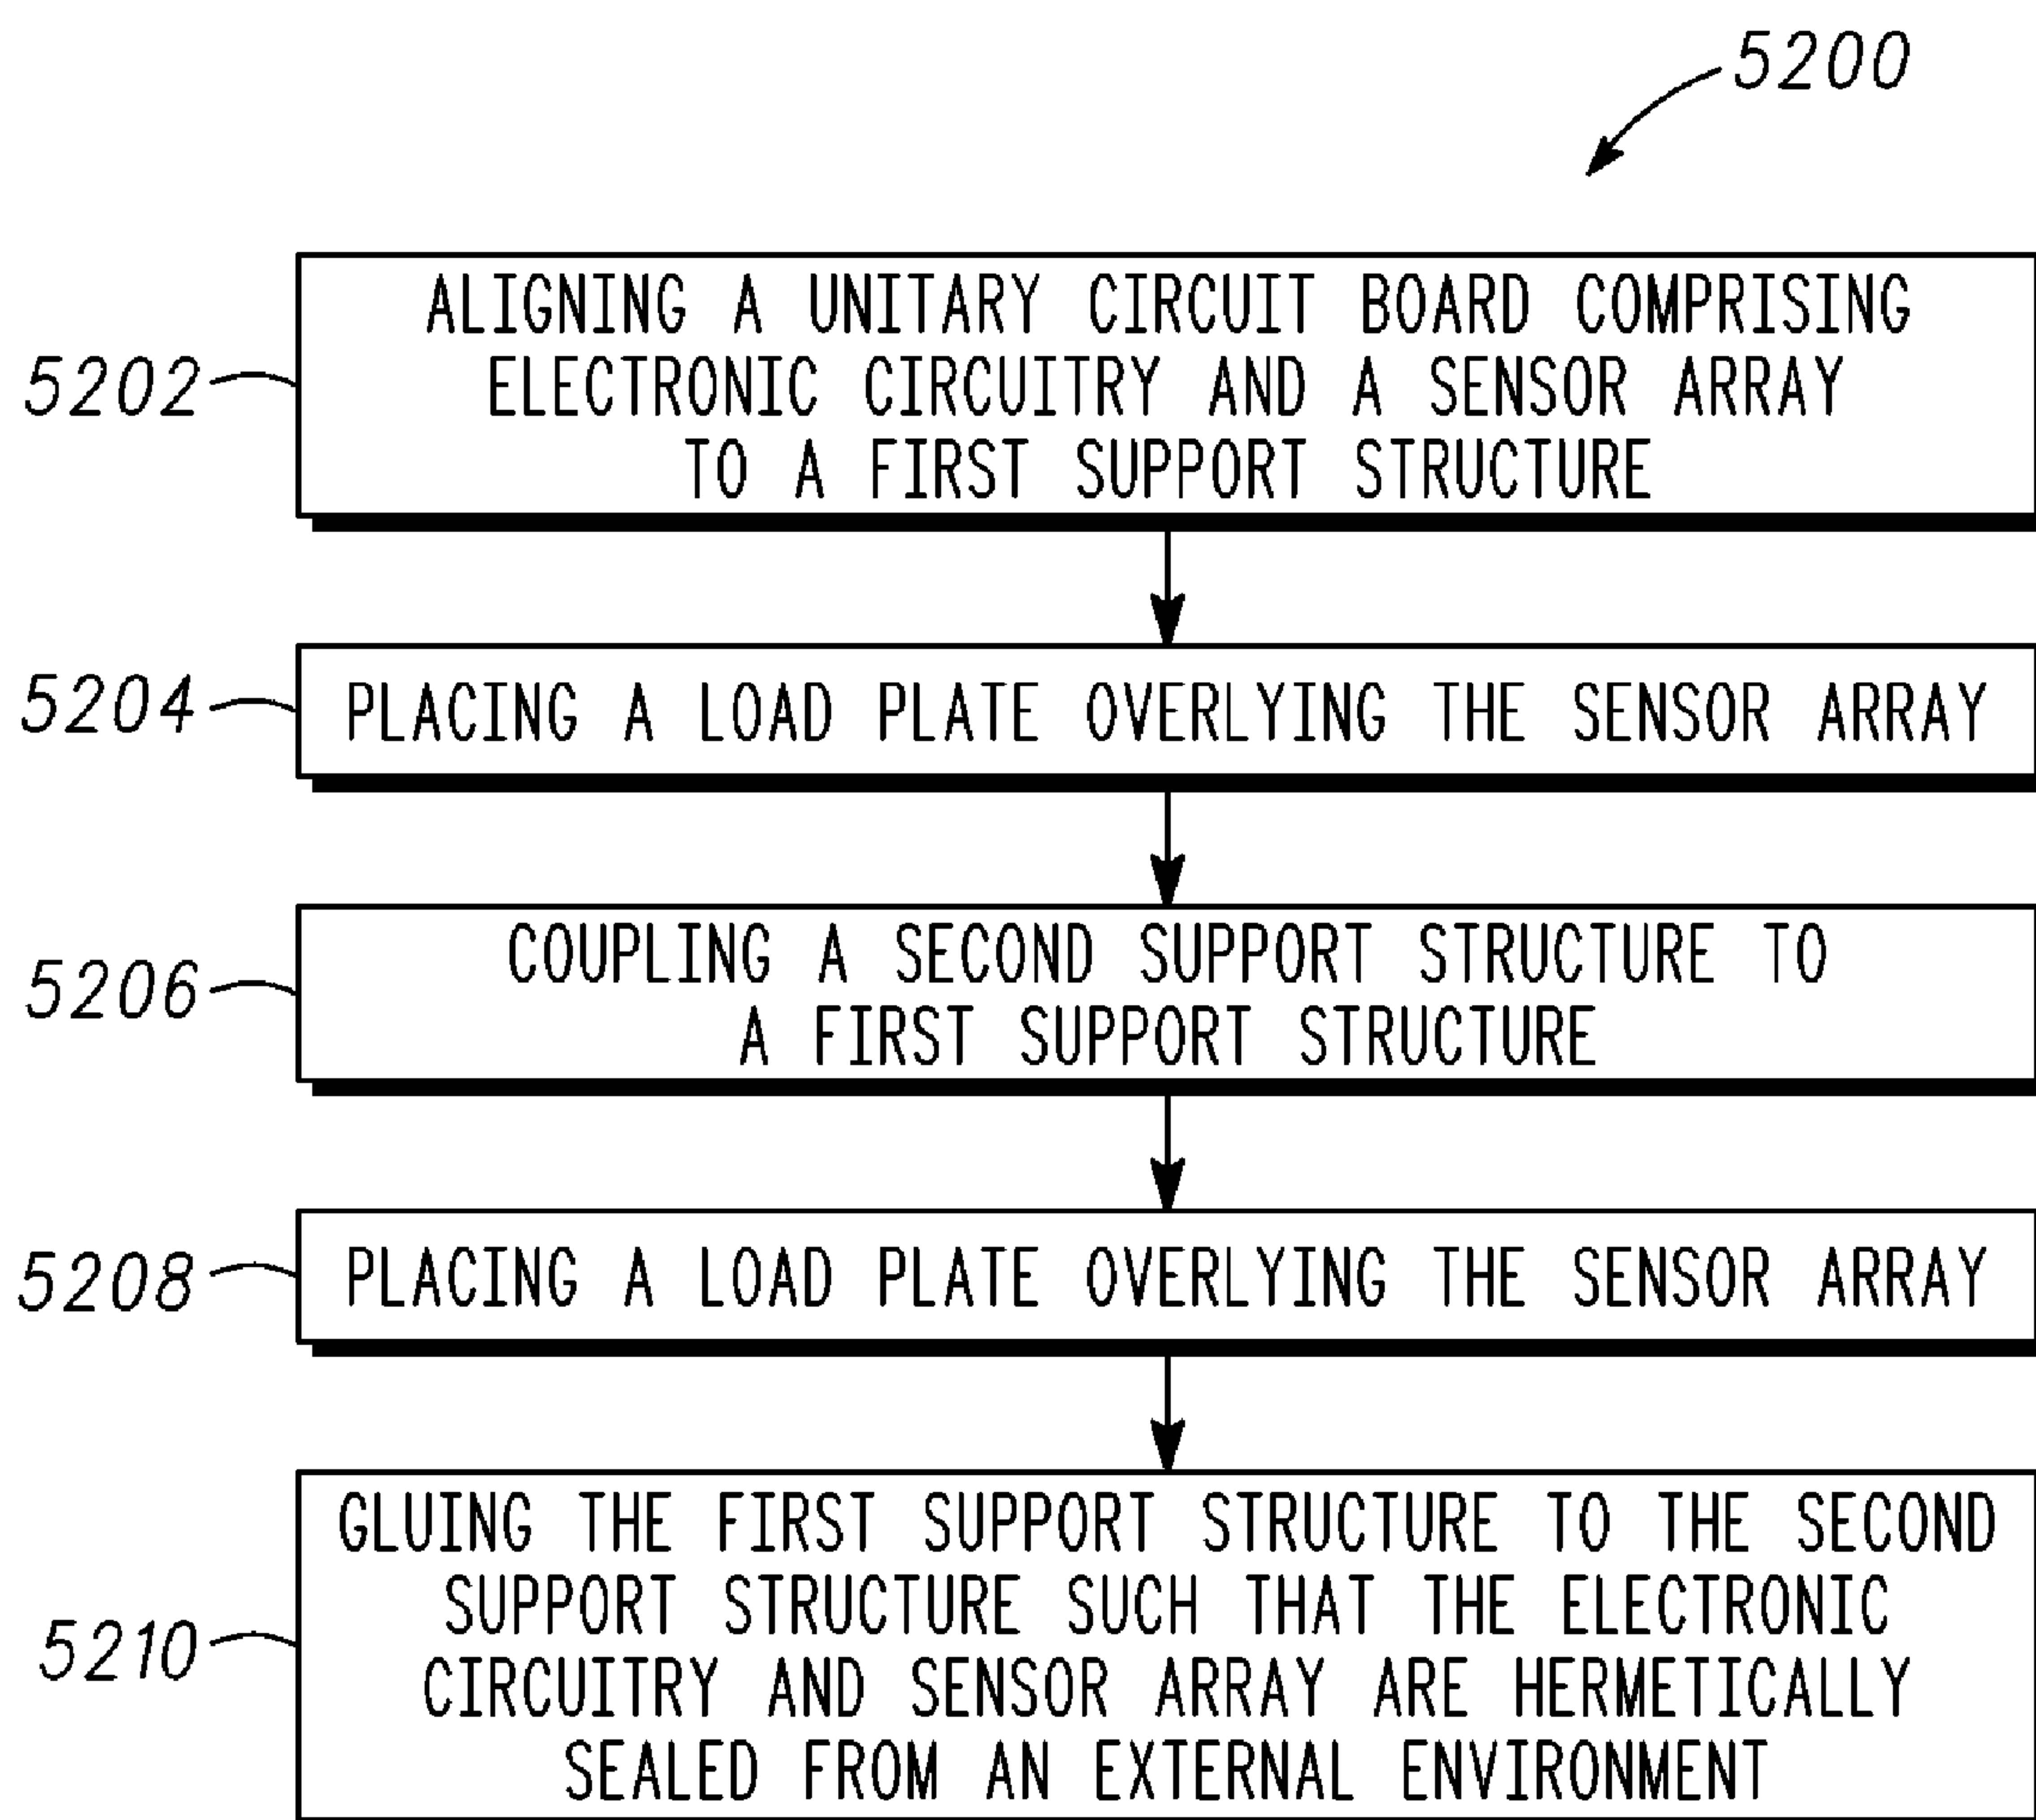 5200
5202
ALIGNING A UNITARY CIRCUIT BOARD COMPRISING
ELECTRONIC CIRCUITRY AND A SENSOR ARRAY
TO A FIRST SUPPORT STRUCTURE
5204
PLACING A LOAD PLATE OVERLYING THE SENSOR ARRAY
5206
COUPLING A SECOND SUPPORT STRUCTURE TO
A FIRST SUPPORT STRUCTURE
5208
PLACING A LOAD PLATE OVERLYING THE SENSOR ARRAY
5210
GLUING THE FIRST SUPPORT STRUCTURE TO THE SECOND
SUPPORT STRUCTURE SUCH THAT THE ELECTRONIC
CIRCUITRY AND SENSOR ARRAY ARE HERMETICALLY
SEALED FROM AN EXTERNAL ENVIRONMENT